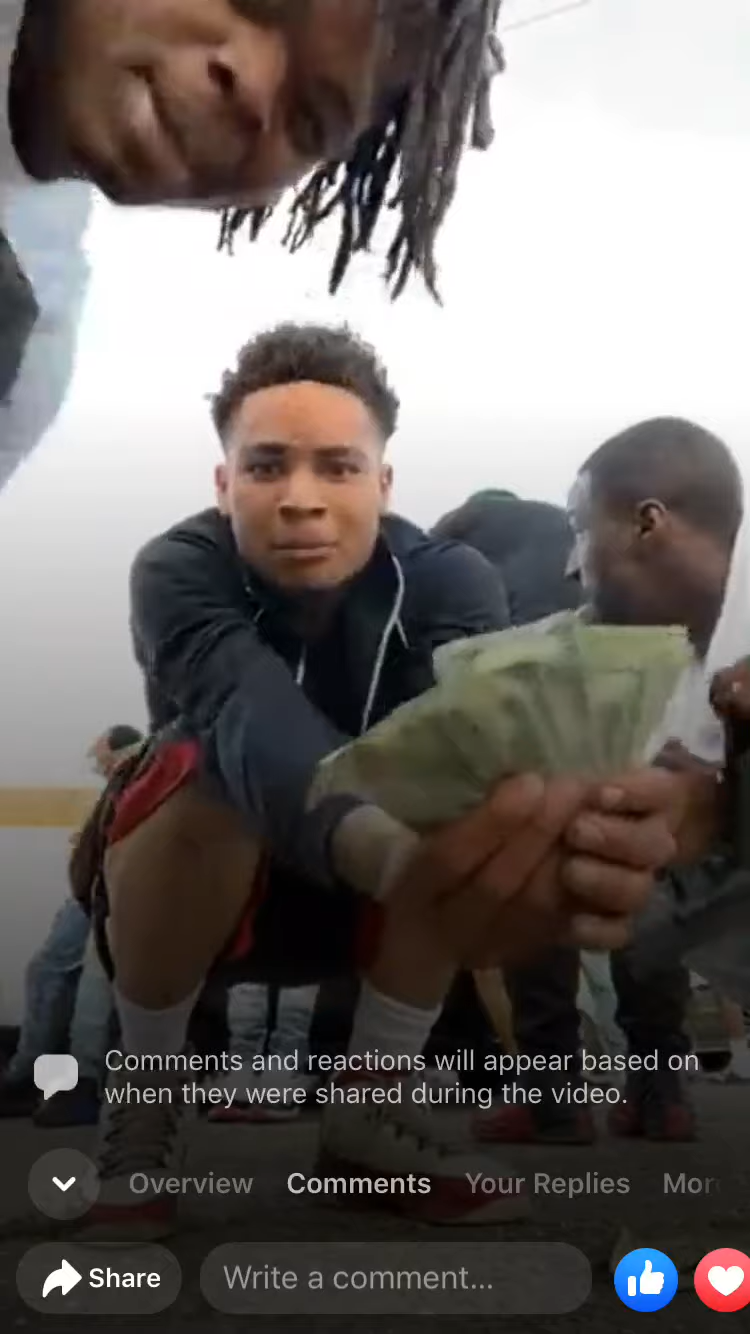 Comments and reactions will appear based on
when they were shared during the video.
Overview Comments Your Replies
Share Write a comment...